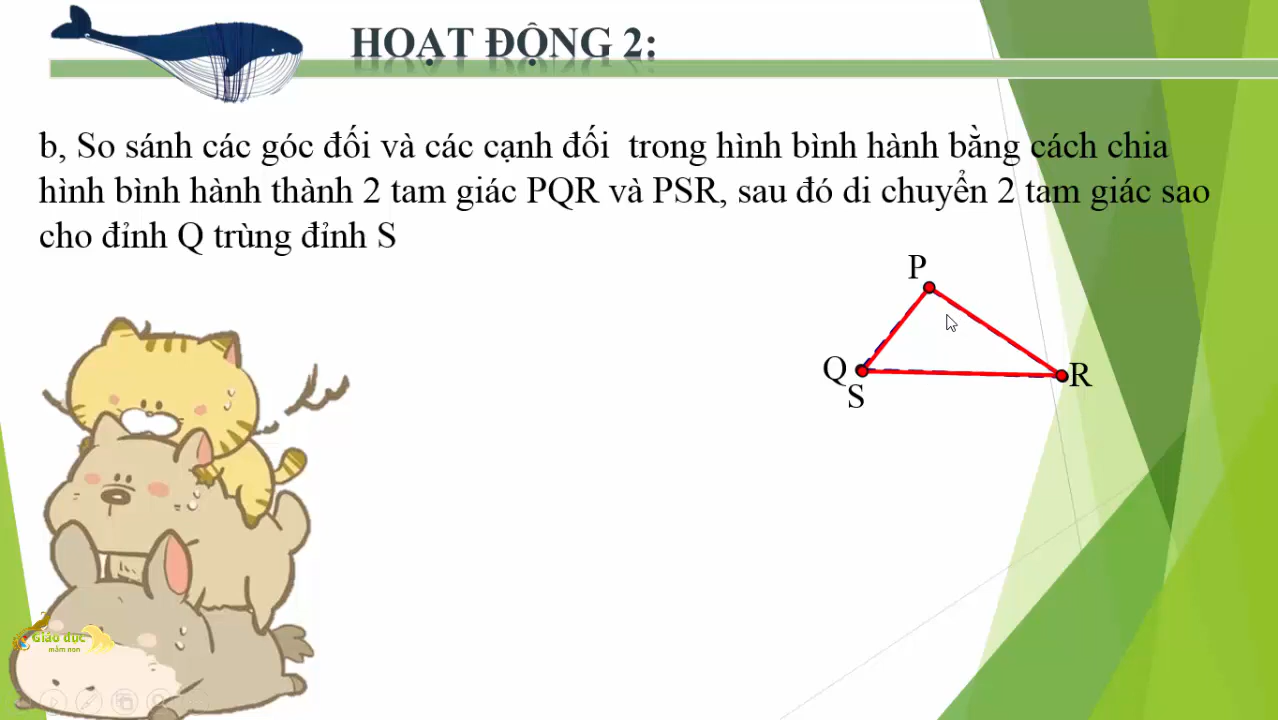 HOẠT ĐỘNG 2:
b, So sánh các góc đối và các cạnh đối trong hình bình hành bằng cách chia
hình bình hành thành 2 tam giác PQR và PSR, sau đó di chuyển 2 tam giác sao
cho đỉnh Q trùng đỉnh S
P
Q
R
S
Giáo dục
mầm non